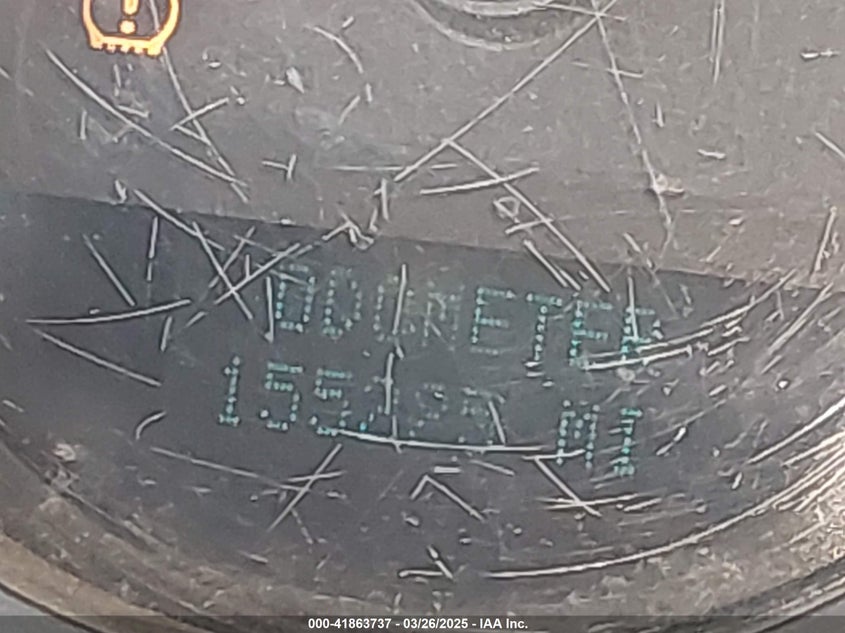 ODOMETER
MI
000-41863737 - 03/26/2025 - IAA Inc.